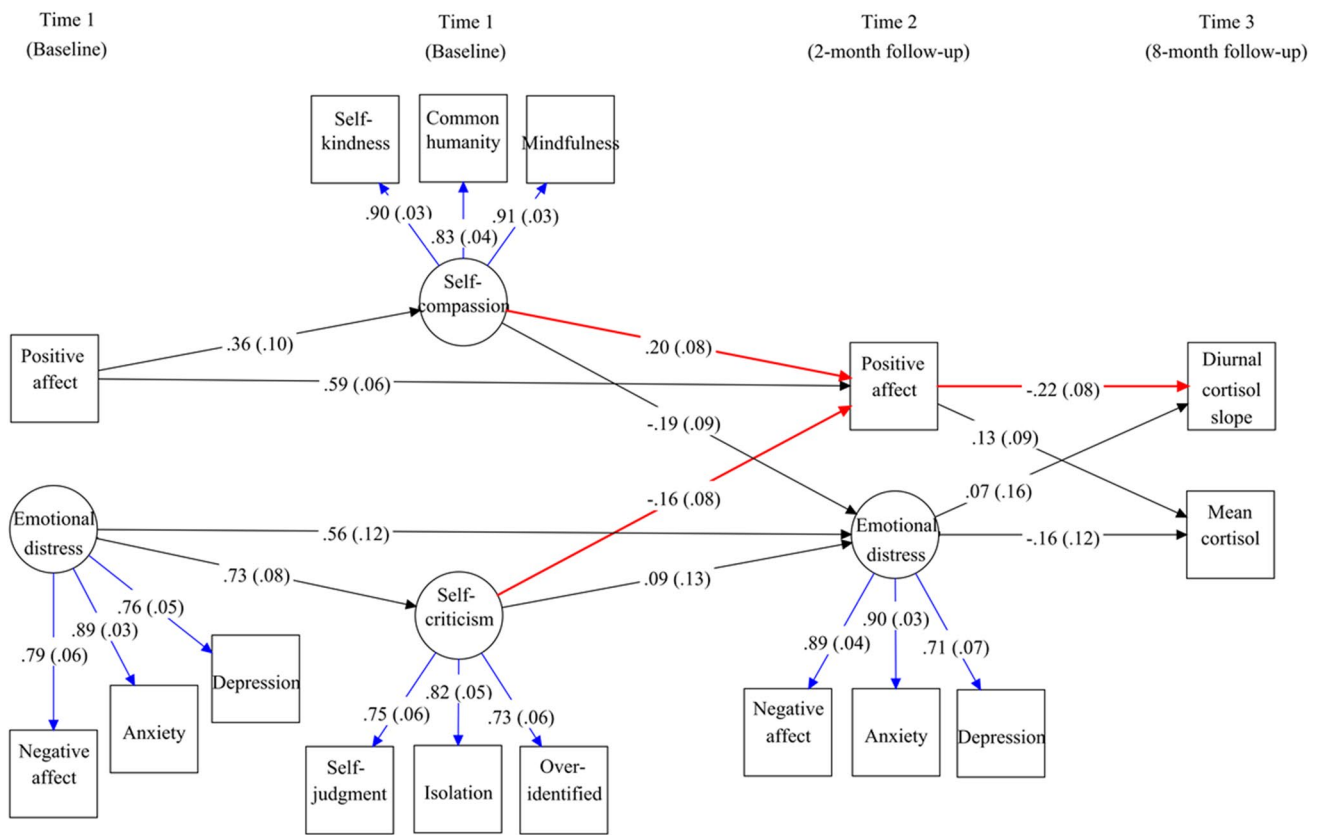 Time 1
(Baseline)
Time 1
(Baseline)
Time 2
(2-month follow-up)
Time 3
(8-month follow-up)
Self-
kindness
Common
humanity
Mindfulness
.90 (.03)
.83 (.04)
.91 (.03)
Self-
compassion
.36 (.10)
.20 (.08)
Positive
affect
.59 (.06)
Positive
affect
-.22 (.08)
Diurnal
cortisol
slope
-.19 (.09)
.13 (.09)
-.16 (.08)
.07 (.16)
Emotional
distress
.56 (.12)
Emotional
distress
-.16 (.12)
Mean
cortisol
.73 (.08)
.09 (.13)
Self-
criticism
.76 (.05)
.89 (.03)
.79 (.06)
.90 (.03)
.89 (.04)
.71 (.07)
Depression
Anxiety
Negative
affect
.82 (.05)
.75 (.06)
.73 (.06)
Self-
judgment
Isolation
Over-
identified
Negative
affect
Anxiety
Depression